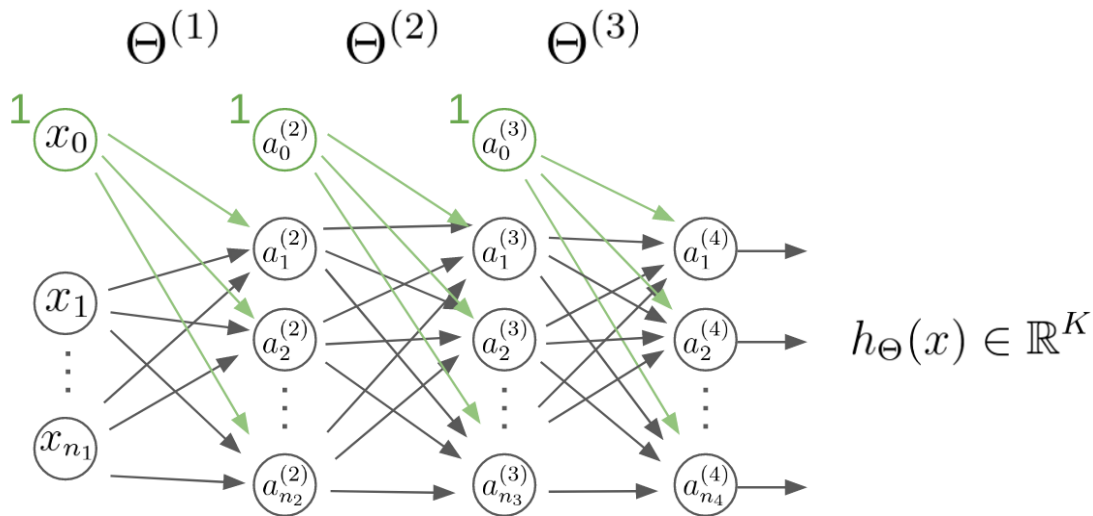 Θ^{(1)} Θ^{(2)} Θ^{(3)}
1 1 1
x_0 a_0^{(2)} a_0^{(3)}
a_1^{(2)} a_1^{(3)} a_1^{(4)}
x_1
a_2^{(2)} a_2^{(3)} a_2^{(4)} h_Θ(x) ∈ ℝ^K
⋮ ⋮ ⋮ ⋮
x_{n_1}
a_{n_2}^{(2)} a_{n_3}^{(3)} a_{n_4}^{(4)}